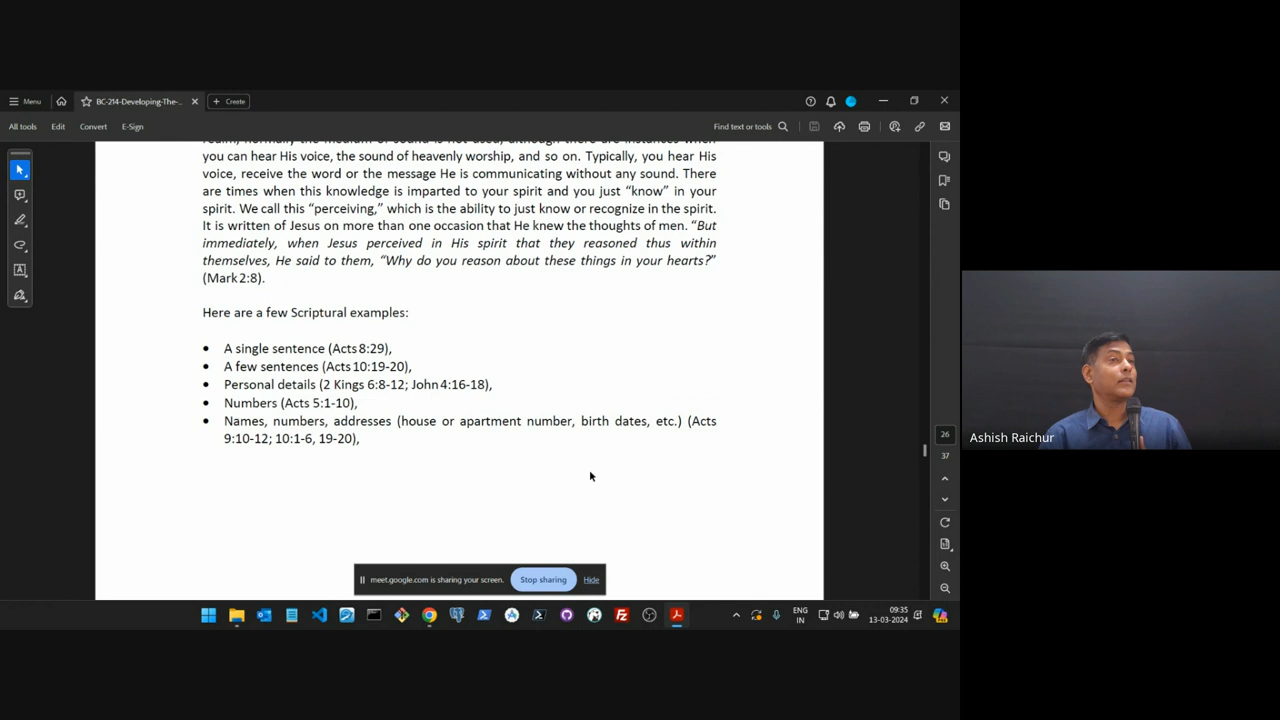 Menu
BC-214-Developing-The-...
Create
All tools
Edit
Convert
E-Sign
Find text or tools
you can hear His voice, the sound of heavenly worship, and so on. Typically, you hear His
voice, receive the word or the message He is communicating without any sound. There
are times when this knowledge is imparted to your spirit and you just “know” in your
spirit. We call this “perceiving,” which is the ability to just know or recognize in the spirit.
It is written of Jesus on more than one occasion that He knew the thoughts of men. “But
immediately, when Jesus perceived in His spirit that they reasoned thus within
themselves, He said to them, “Why do you reason about these things in your hearts?”
(Mark 2:8).
Here are a few Scriptural examples:
• A single sentence (Acts 8:29),
• A few sentences (Acts 10:19-20),
• Personal details (2 Kings 6:8-12; John 4:16-18),
• Numbers (Acts 5:1-10),
• Names, numbers, addresses (house or apartment number, birth dates, etc.) (Acts
9:10-12; 10:1-6, 19-20),
26
37
Ashish Raichur
meet.google.com is sharing your screen.
Stop sharing
Hide
ENG
IN
09:35
13-03-2024